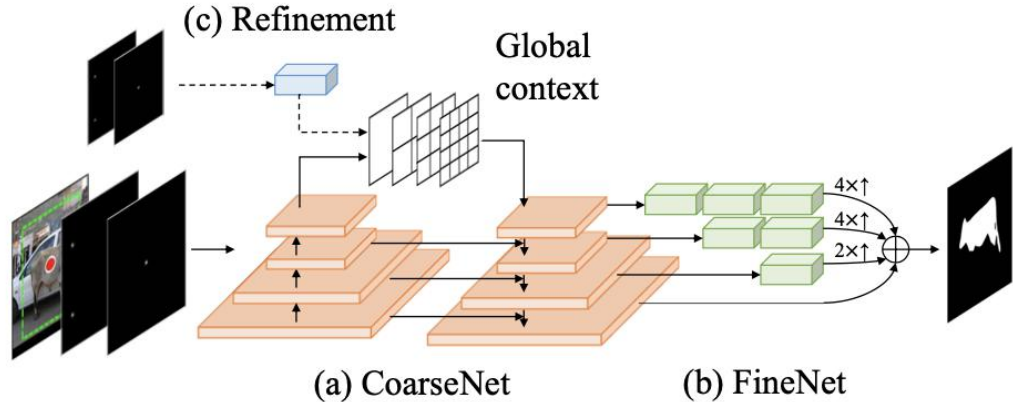 (c) Refinement
Global
context
4×↑
4×↑
2×↑
(a) CoarseNet
(b) FineNet